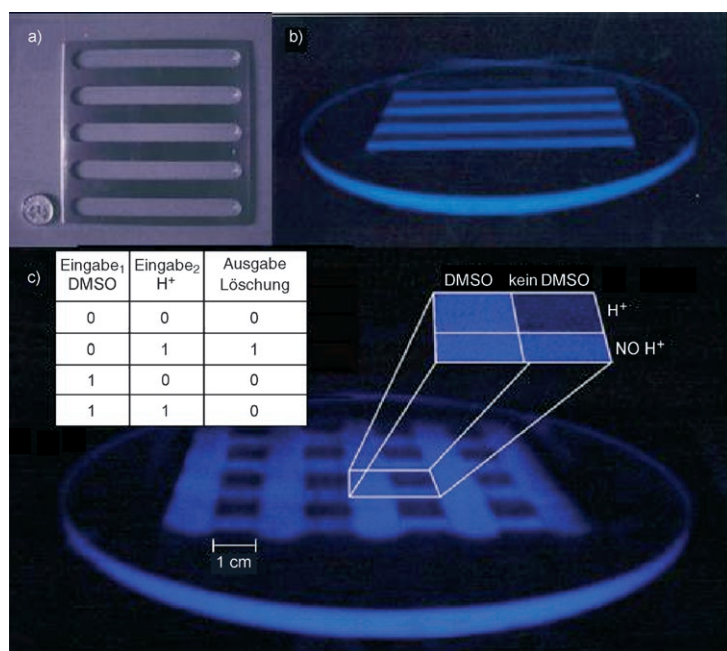 a)
b)
c)
Eingabe₁ Eingabe₂ Ausgabe
DMSO H⁺ Löschung
0 0 0
0 1 1
1 0 0
1 1 0
DMSO kein DMSO
H⁺
NO H⁺
1 cm